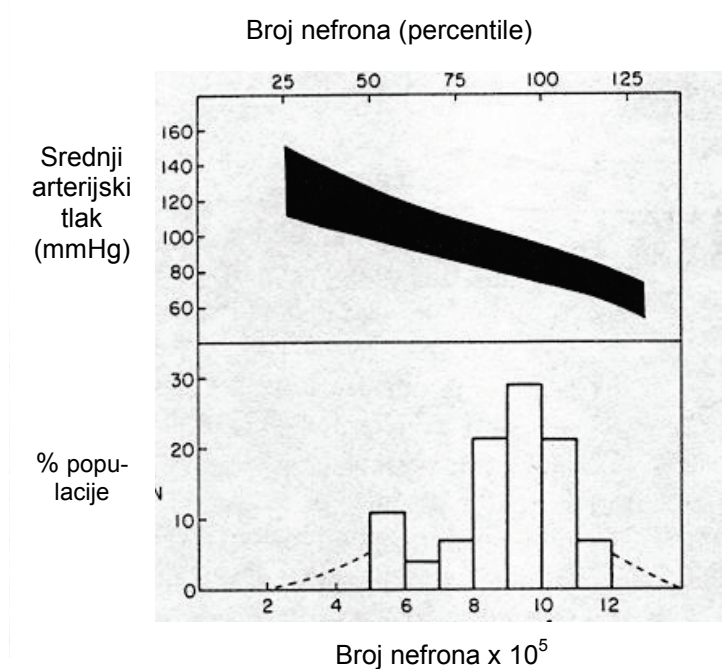 Broj nefrona (percentile)
25 50 75 100 125
Srednji
arterijski
tlak
(mmHg)
160
140
120
100
80
60
% popu-
lacije
30
20
10
0
2 4 6 8 10 12
Broj nefrona x 10⁵